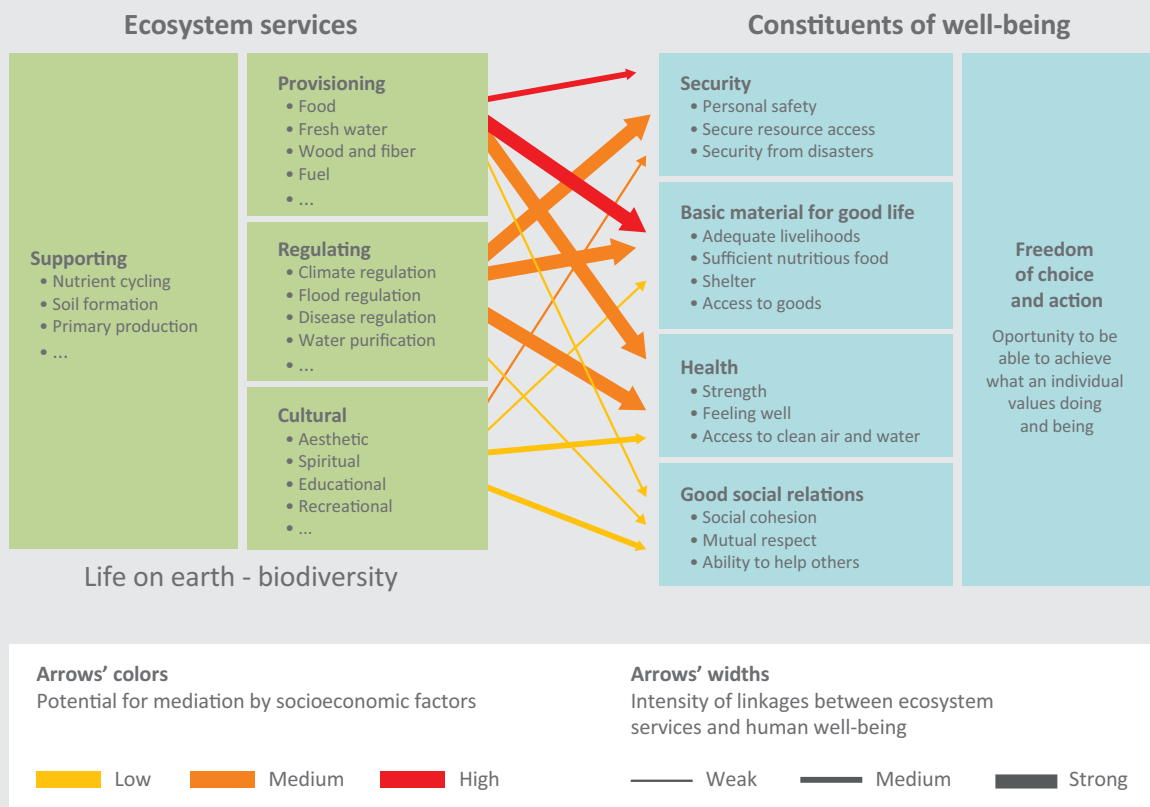 Ecosystem services
Constituents of well-being
Supporting
• Nutrient cycling
• Soil formation
• Primary production
• ...
Provisioning
• Food
• Fresh water
• Wood and fiber
• Fuel
• ...
Regulating
• Climate regulation
• Flood regulation
• Disease regulation
• Water purification
• ...
Cultural
• Aesthetic
• Spiritual
• Educational
• Recreational
• ...
Life on earth - biodiversity
Security
• Personal safety
• Secure resource access
• Security from disasters
Basic material for good life
• Adequate livelihoods
• Sufficient nutritious food
• Shelter
• Access to goods
Health
• Strength
• Feeling well
• Access to clean air and water
Good social relations
• Social cohesion
• Mutual respect
• Ability to help others
Freedom
of choice
and action
Opportunity to be
able to achieve
what an individual
values doing
and being
Arrows’ colors
Potential for mediation by socioeconomic factors
Low
Medium
High
Arrows’ widths
Intensity of linkages between ecosystem
services and human well-being
Weak
Medium
Strong